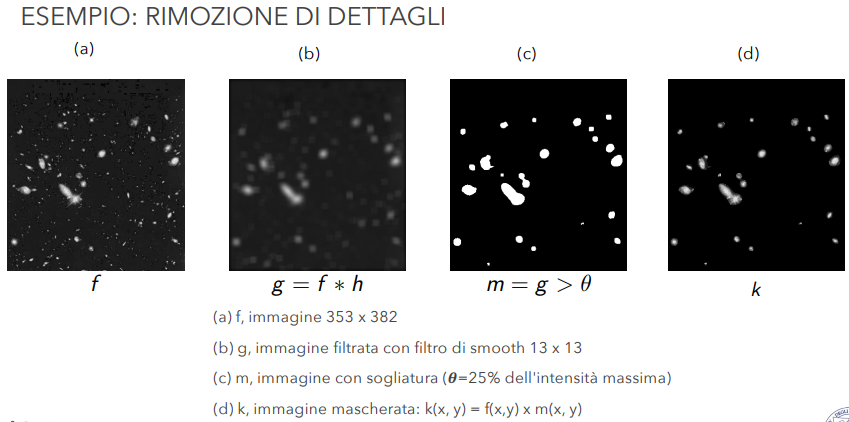 ESEMPIO: RIMOZIONE DI DETTAGLI
(a) (b) (c) (d)
f g = f ∗ h m = g > θ k
(a) f, immagine 353 x 382
(b) g, immagine filtrata con filtro di smooth 13 x 13
(c) m, immagine con sogliatura (θ=25% dell'intensità massima)
(d) k, immagine mascherata: k(x, y) = f(x,y) x m(x, y)